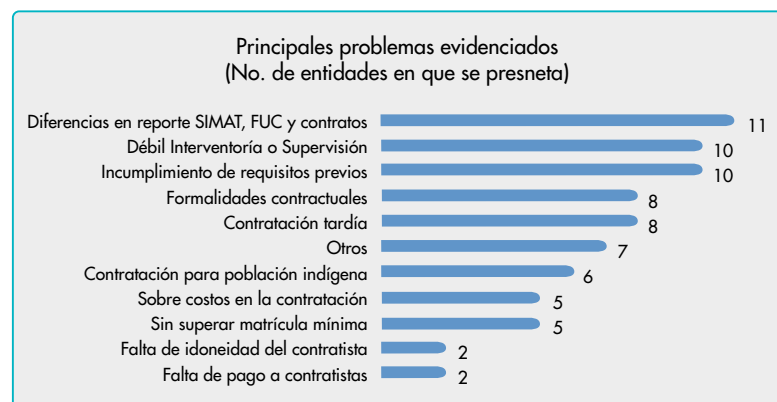 Principales problemas evidenciados
(No. de entidades en que se presneta)
Diferencias en reporte SIMAT, FUC y contratos 11
Débil Interventoría o Supervisión 10
Incumplimiento de requisitos previos 10
Formalidades contractuales 8
Contratación tardía 8
Otros 7
Contratación para población indígena 6
Sobre costos en la contratación 5
Sin superar matrícula mínima 5
Falta de idoneidad del contratista 2
Falta de pago a contratistas 2